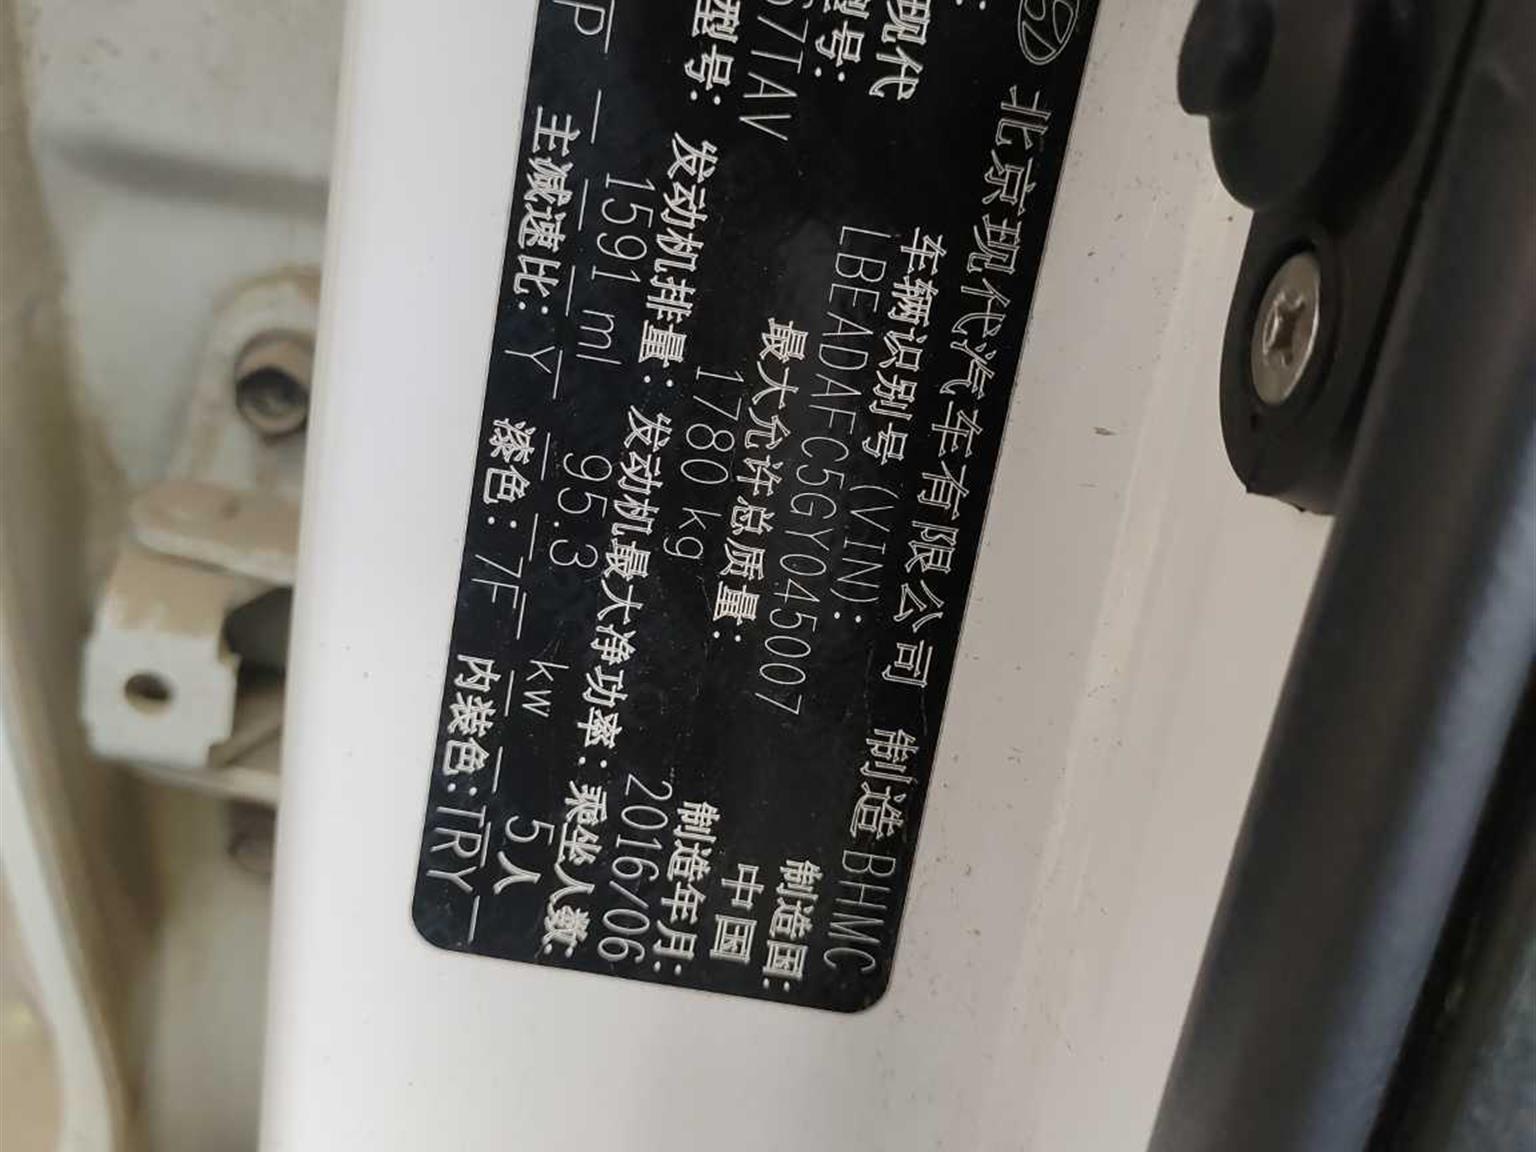 北京现代汽车有限公司 制造 BHMC
现代 车辆识别号（VIN）： 制造国：
型号： LBEADAFC5GY045007 中国
67TAV 最大允许总质量： 制造年月：
型号： 1780 kg 2016/06
发动机排量： 发动机最大净功率： 乘坐人数：
1591 ml 95.3 kw 5人
主减速比： Y 漆色： 7F 内装色： TRY